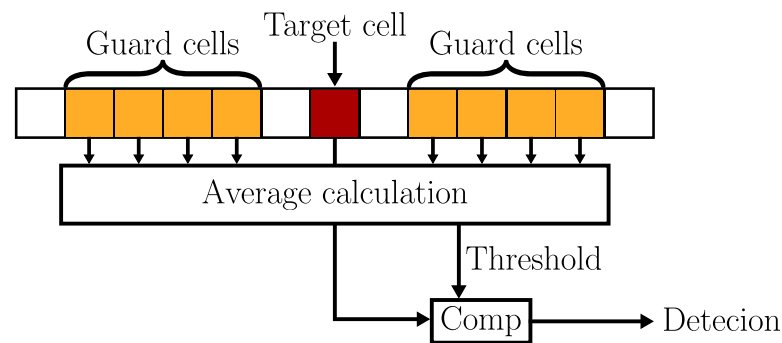 Target cell
Guard cells
Guard cells
Average calculation
Threshold
Comp
Detecion